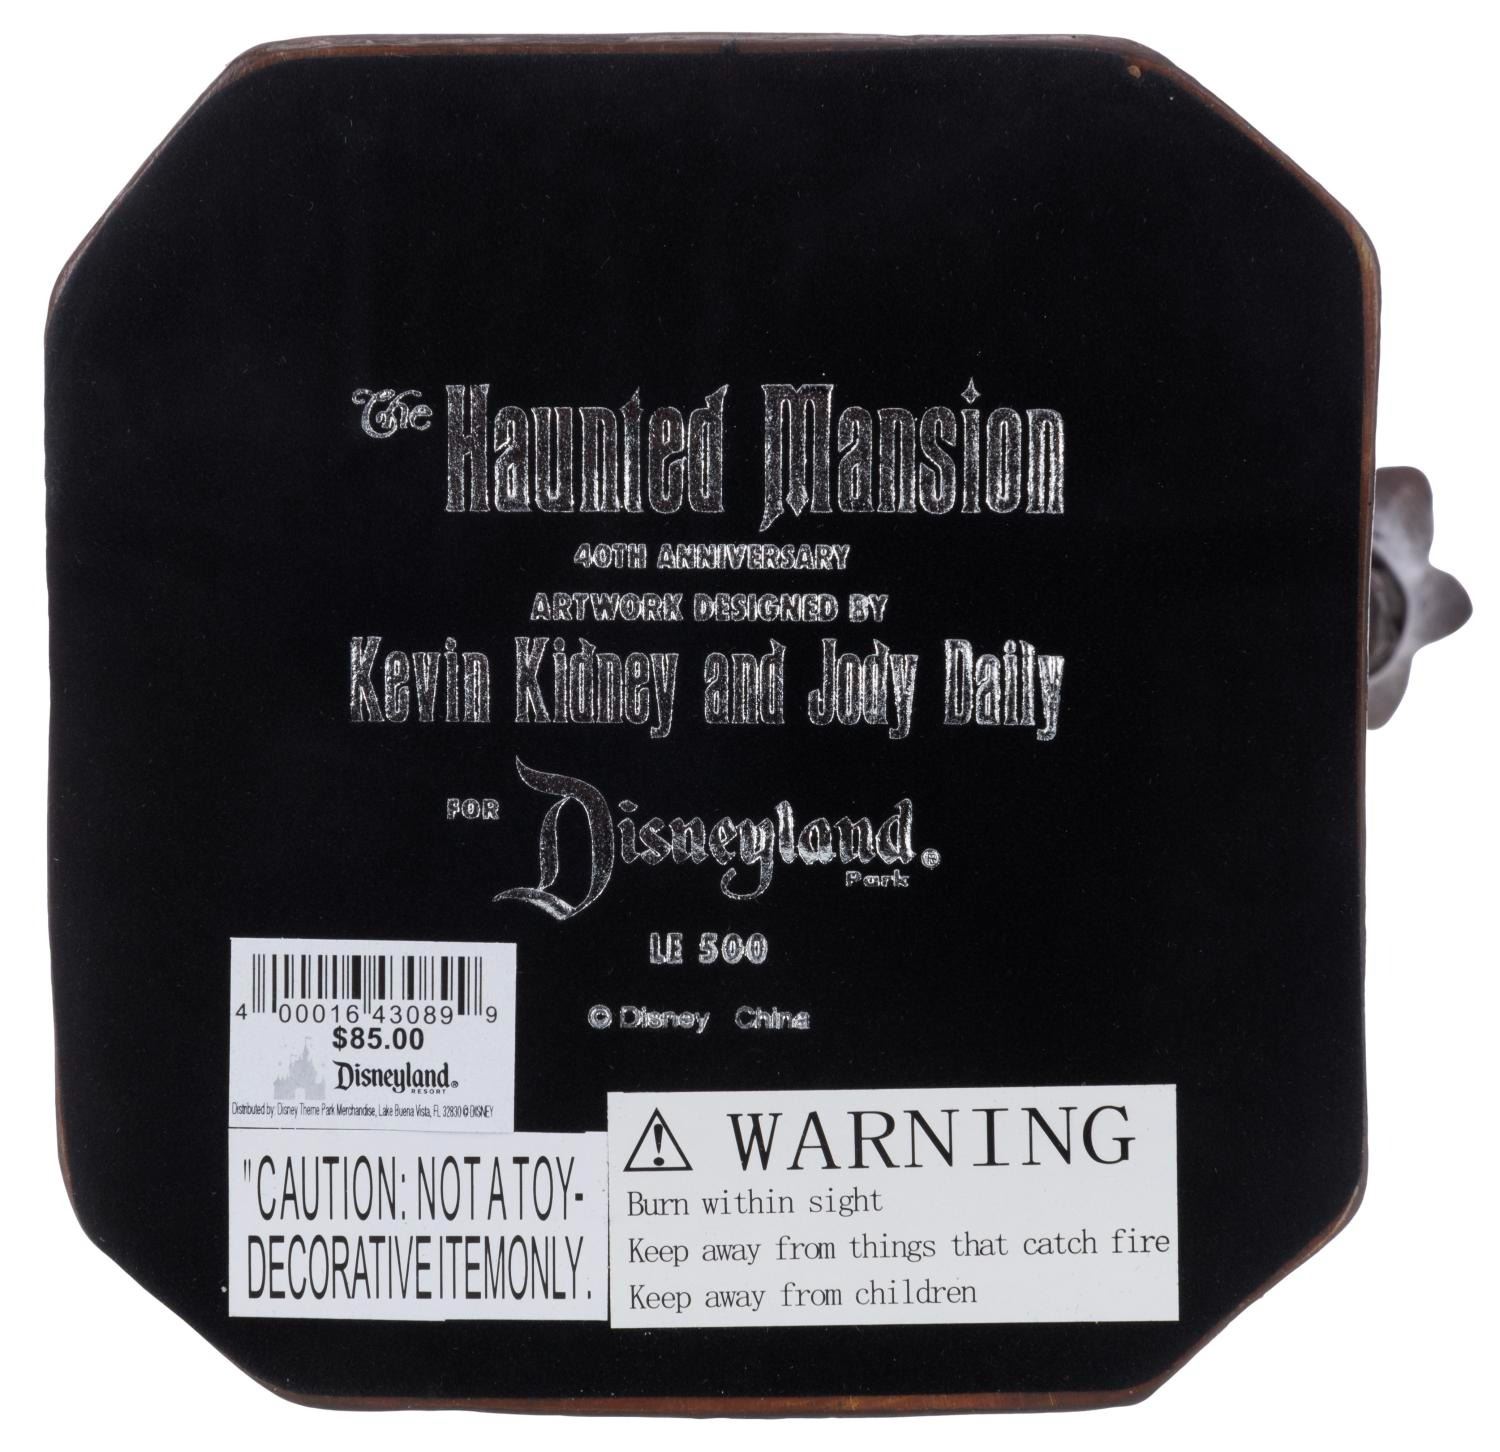 The Haunted Mansion
40TH ANNIVERSARY
ARTWORK DESIGNED BY
Kevin Kidney and Jody Daily
FOR Disneyland®
Park
LE 500
© Disney China
4 00016 43089 9
$85.00
Disneyland®
RESORT
Distributed by: Disney Theme Park Merchandise, Lake Buena Vista, FL 32830 © DISNEY
"CAUTION: NOT A TOY-
DECORATIVE ITEM ONLY.
WARNING
Burn within sight
Keep away from things that catch fire
Keep away from children